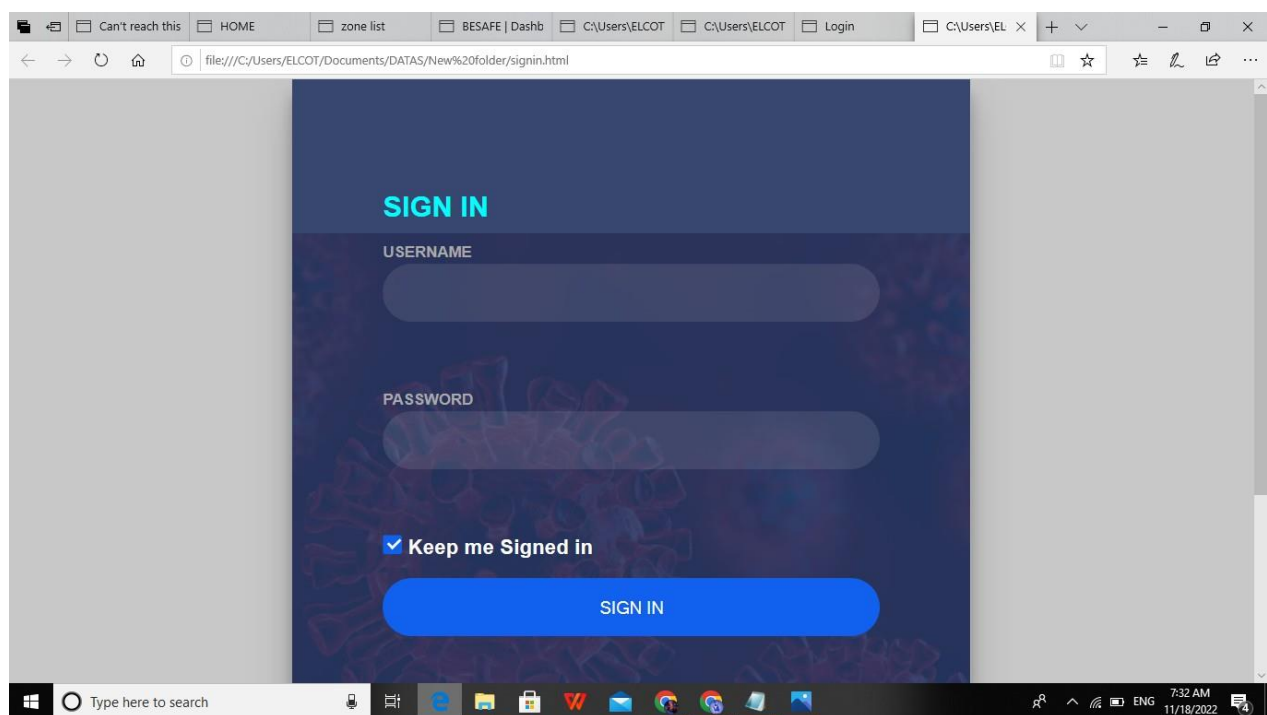 Can't reach this HOME zone list BESAFE | Dashb C:\Users\ELCOT C:\Users\ELCOT Login C:\Users\EL
file:///C:/Users/ELCOT/Documents/DATAS/New%20folder/signin.html
SIGN IN
USERNAME
PASSWORD
Keep me Signed in
SIGN IN
Type here to search
ENG
7:32 AM
11/18/2022
4